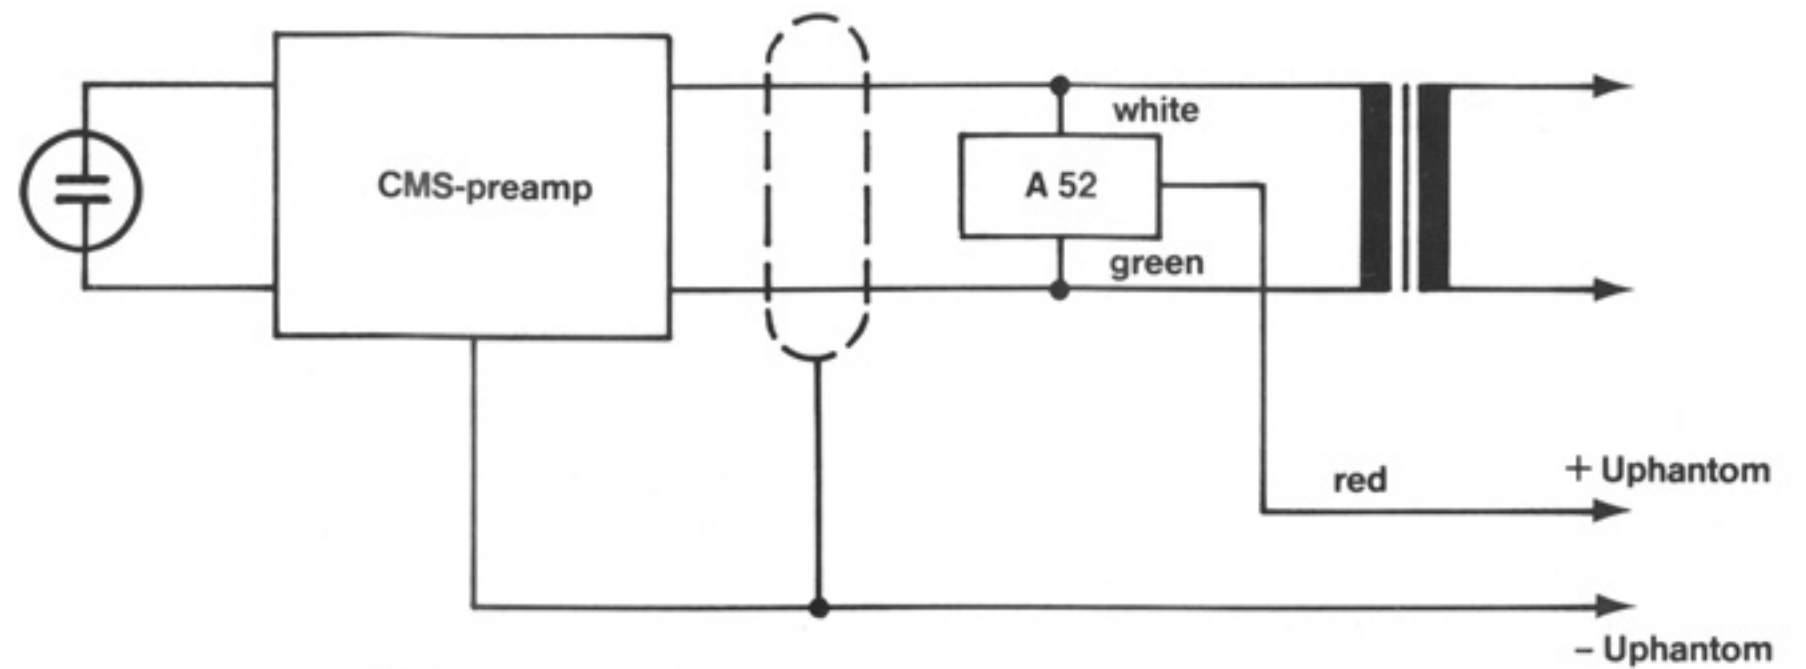 white
CMS-preamp
A 52
green
red
+ Uphantom
– Uphantom